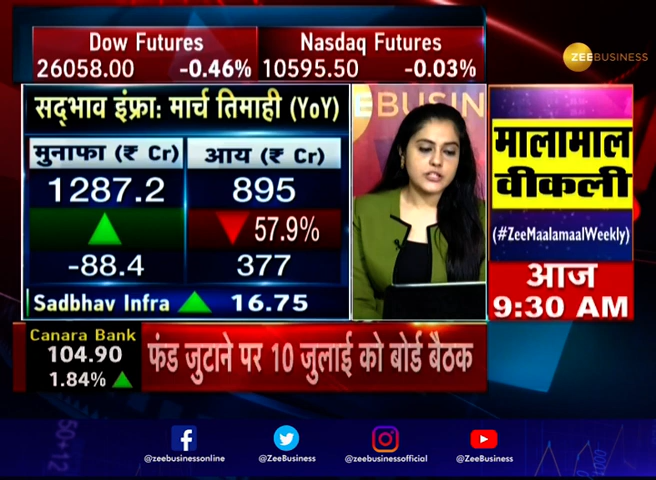 Dow Futures
26058.00 -0.46%
Nasdaq Futures
10595.50 -0.03%
ZEEBUSINESS
सद्भाव इंफ्रा: मार्च तिमाही (YoY)
मुनाफा (₹ Cr) आय (₹ Cr)
1287.2 895
57.9%
-88.4 377
Sadbhav Infra 16.75
EBUSIN
मालामाल
वीकली
(#ZeeMaalamaalWeekly)
आज
9:30 AM
Canara Bank
104.90
1.84%
फंड जुटाने पर 10 जुलाई को बोर्ड बैठक
@zeebusinessonline @ZeeBusiness @zeebusinessofficial @ZeeBusiness